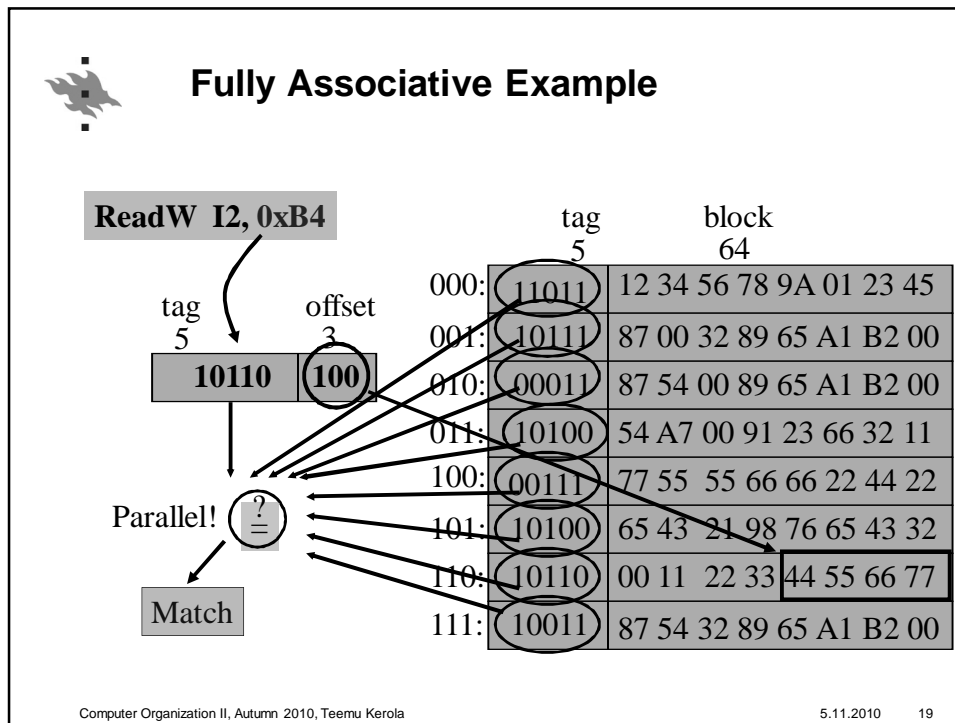 Fully Associative Example
ReadW I2, 0xB4
tag block
5 64
tag offset
5 3
10110 100
000: 11011 12 34 56 78 9A 01 23 45
001: 10111 87 00 32 89 65 A1 B2 00
010: 00011 87 54 00 89 65 A1 B2 00
011: 10100 54 A7 00 91 23 66 32 11
100: 00111 77 55 55 66 66 22 44 22
101: 10100 65 43 21 98 76 65 43 32
110: 10110 00 11 22 33 44 55 66 77
111: 10011 87 54 32 89 65 A1 B2 00
Parallel! ? =
Match
Computer Organization II, Autumn 2010, Teemu Kerola 5.11.2010 19